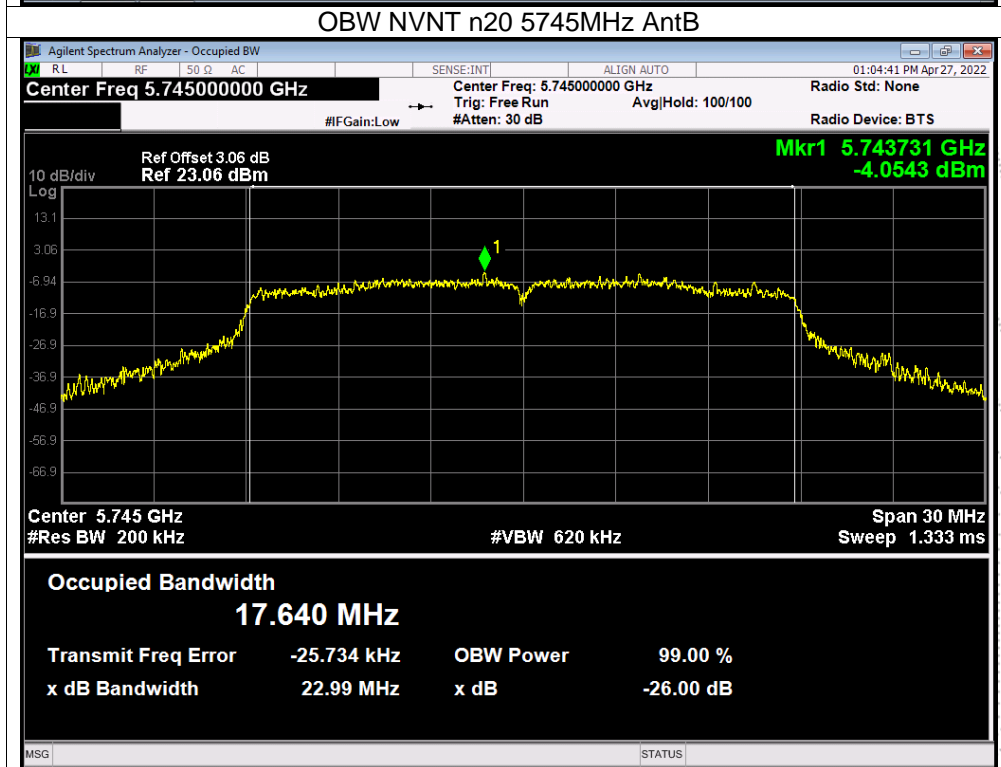 OBW NVNT n20 5745MHz AntB
Agilent Spectrum Analyzer - Occupied BW
LXI RL RF 50 Ω AC SENSE:INT ALIGN AUTO 01:04:41 PM Apr 27, 2022
Center Freq 5.745000000 GHz
Center Freq: 5.745000000 GHz
Radio Std: None
Trig: Free Run Avg|Hold: 100/100
#IFGain:Low #Atten: 30 dB Radio Device: BTS
Mkr1 5.743731 GHz
-4.0543 dBm
Ref Offset 3.06 dB
10 dB/div Ref 23.06 dBm
Log
13.1
3.06
1
-6.94
-16.9
-26.9
-36.9
-46.9
-56.9
-66.9
Center 5.745 GHz Span 30 MHz
#Res BW 200 kHz #VBW 620 kHz Sweep 1.333 ms
Occupied Bandwidth
17.640 MHz
Transmit Freq Error -25.734 kHz OBW Power 99.00 %
x dB Bandwidth 22.99 MHz x dB -26.00 dB
MSG STATUS